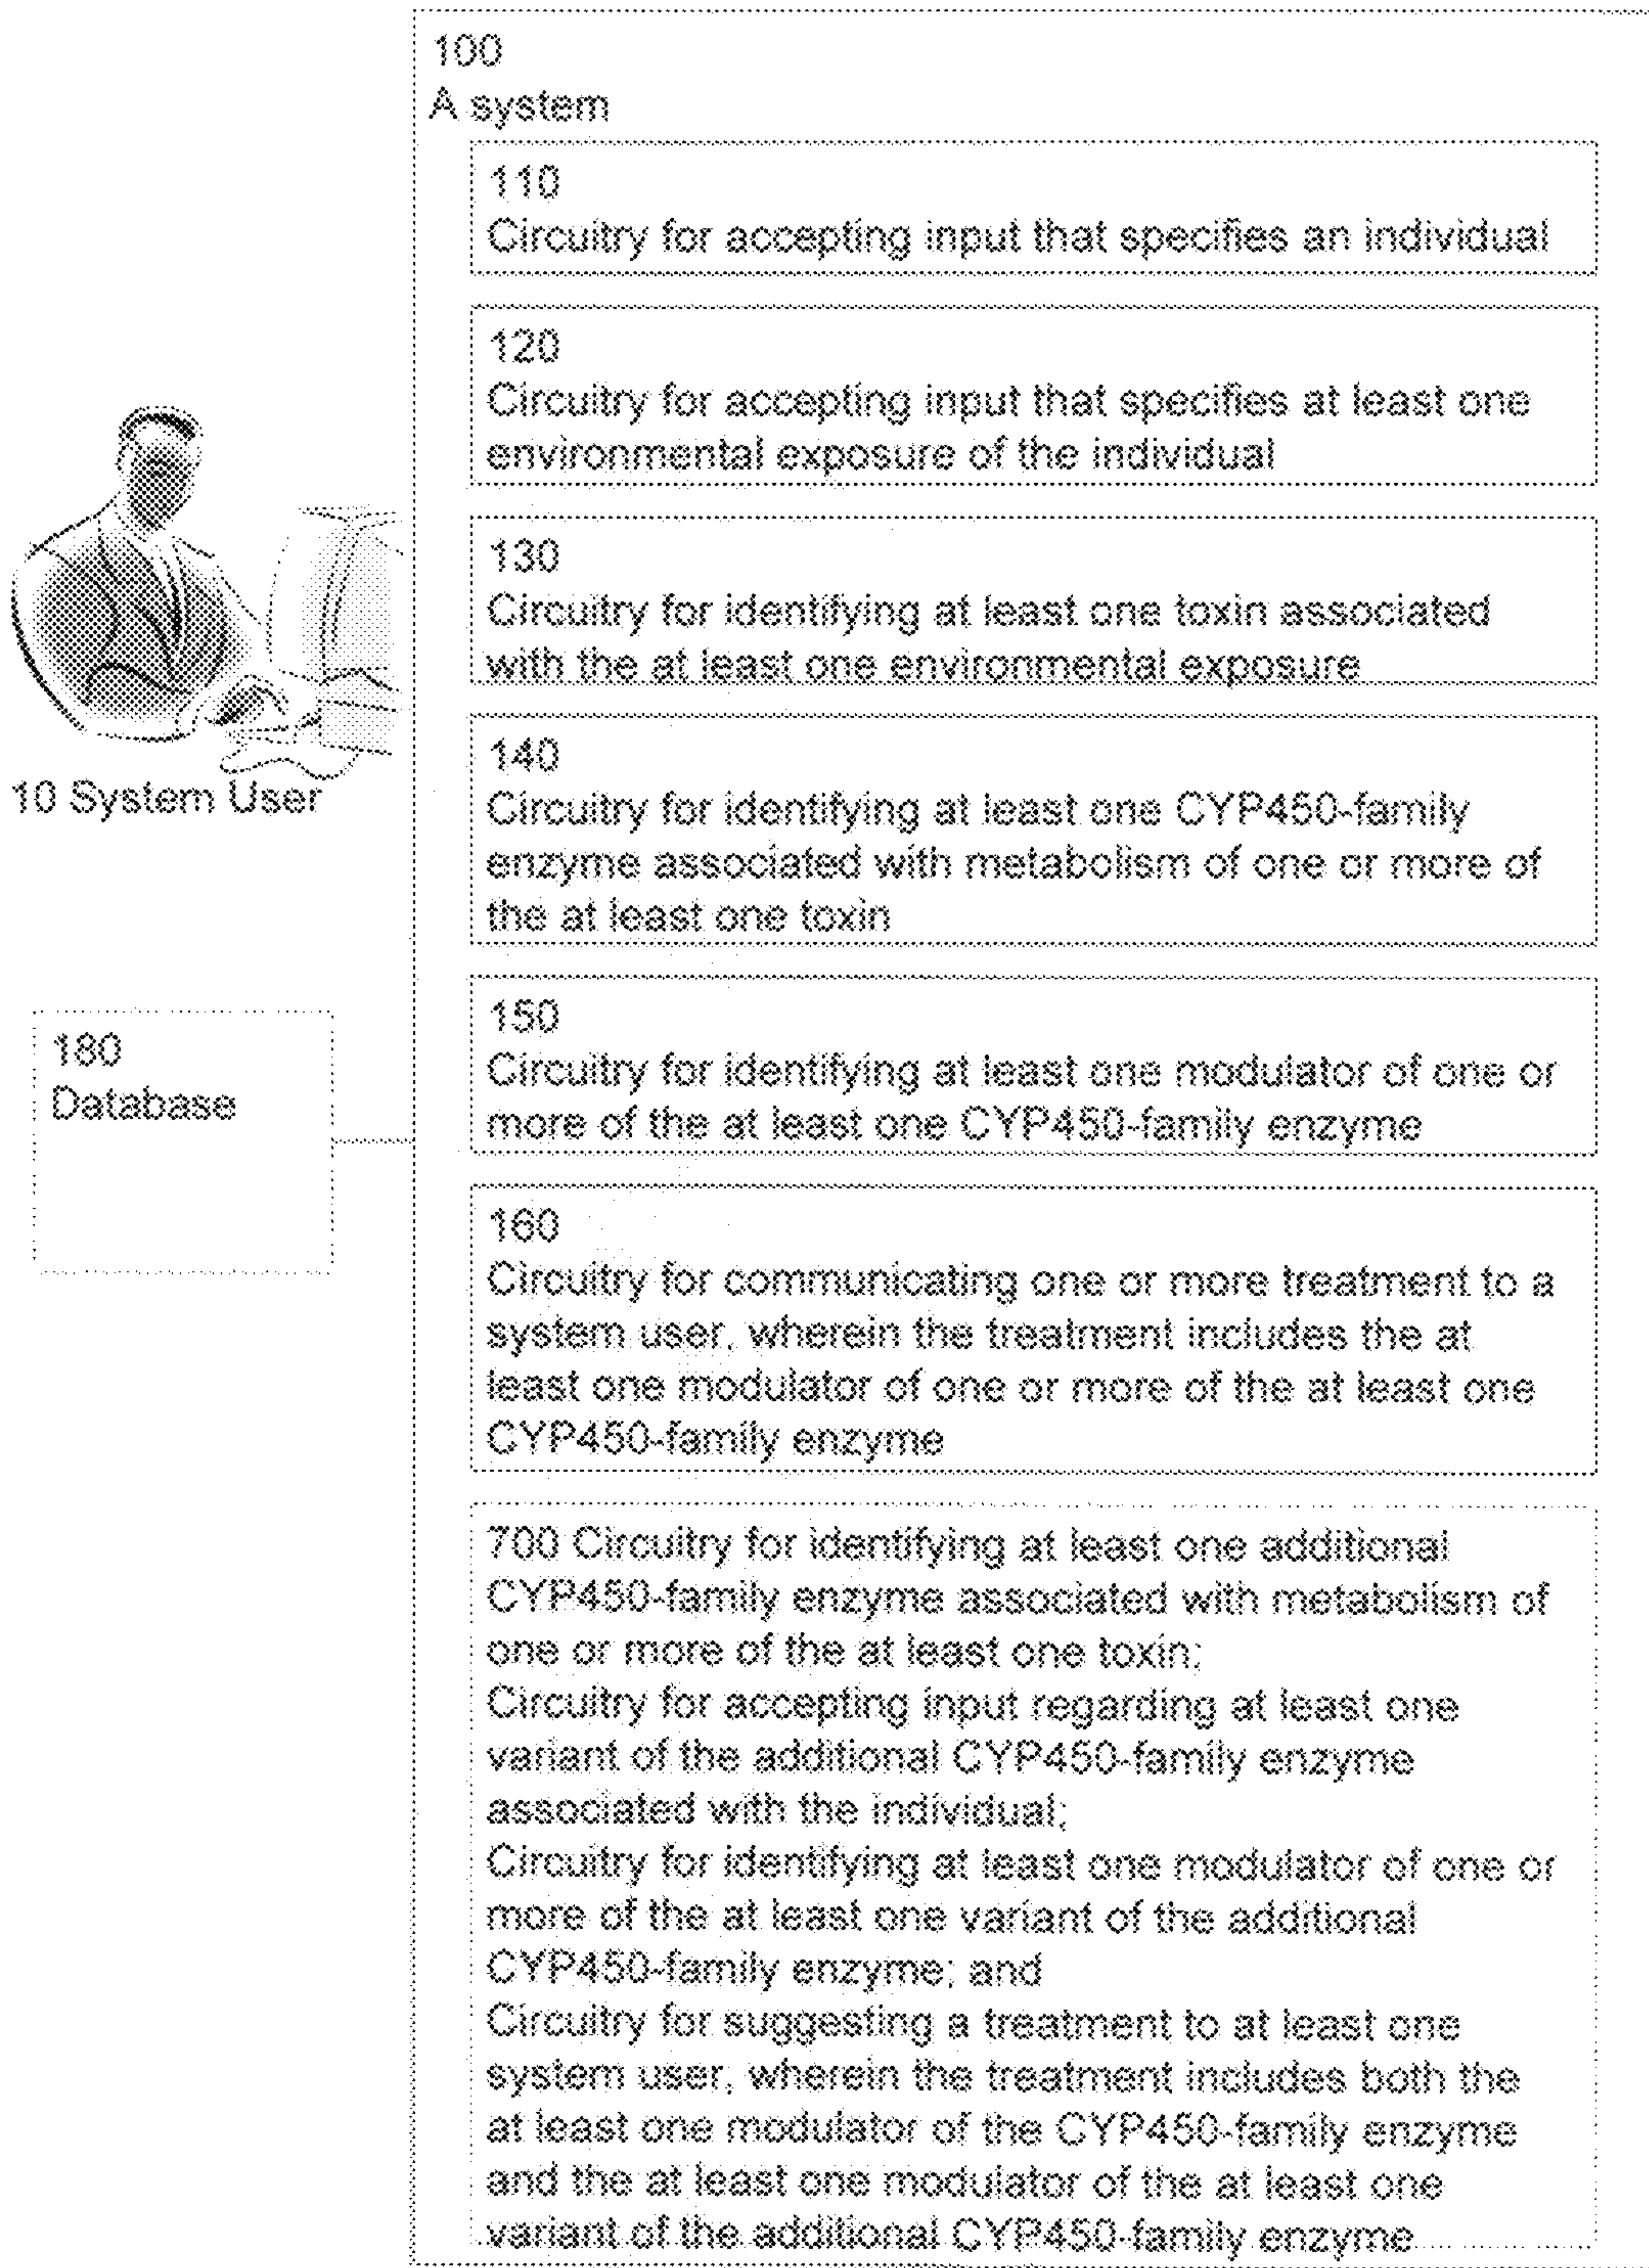 100
A system
110
Circuitry for accepting input that specifies an individual
120
Circuitry for accepting input that specifies at least one
environmental exposure of the individual
130
Circuitry for identifying at least one toxin associated
with the at least one environmental exposure
10 System User
140
Circuitry for identifying at least one CYP450-family
enzyme associated with metabolism of one or more of
the at least one toxin
180
Database
150
Circuitry for identifying at least one modulator of one or
more of the at least one CYP450-family enzyme
160
Circuitry for communicating one or more treatment to a
system user, wherein the treatment includes the at
least one modulator of one or more of the at least one
CYP450-family enzyme
700 Circuitry for identifying at least one additional
CYP450-family enzyme associated with metabolism of
one or more of the at least one toxin;
Circuitry for accepting input regarding at least one
variant of the additional CYP450-family enzyme
associated with the individual;
Circuitry for identifying at least one modulator of one or
more of the at least one variant of the additional
CYP450-family enzyme; and
Circuitry for suggesting a treatment to at least one
system user, wherein the treatment includes both the
at least one modulator of the CYP450-family enzyme
and the at least one modulator of the at least one
variant of the additional CYP450-family enzyme